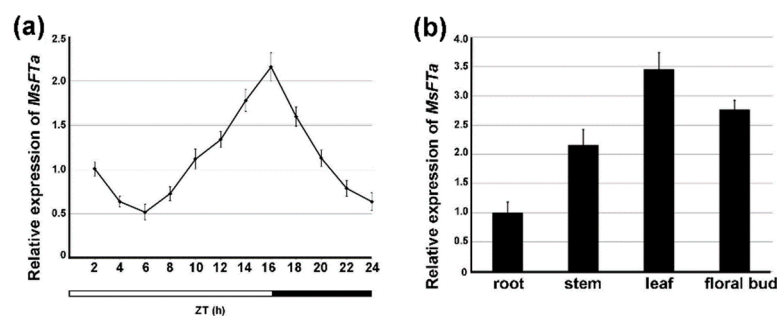 (a)
Relative expression of MsFTa
2.5
2.0
1.5
1.0
0.5
0
2 4 6 8 10 12 14 16 18 20 22 24
ZT (h)
(b)
Relative expression of MsFTa
4.0
3.5
3.0
2.5
2.0
1.5
1.0
0.5
0
root stem leaf floral bud